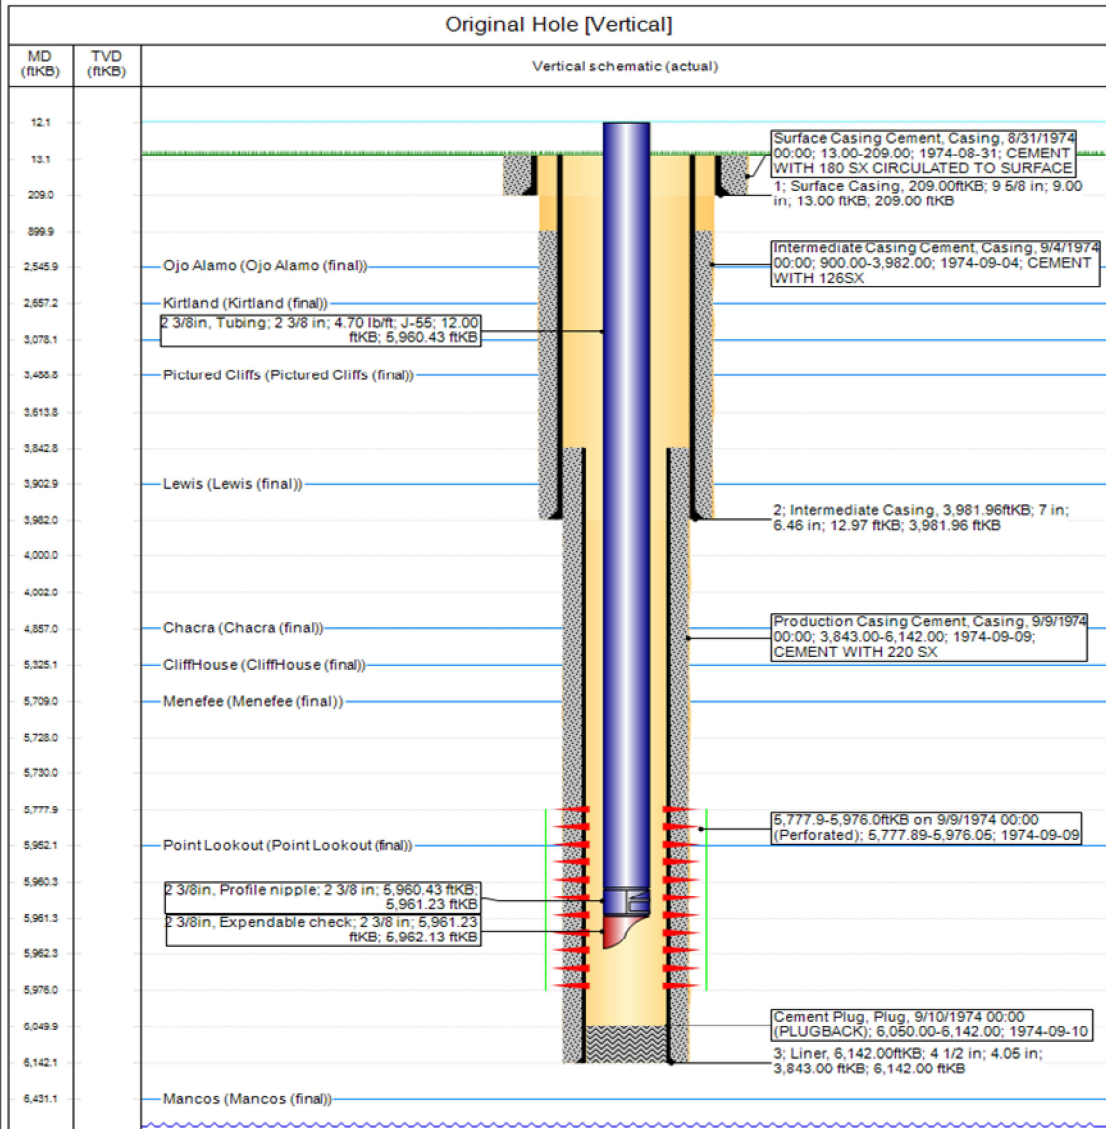 Original Hole [Vertical]
MD
(ftKB)
TVD
(ftKB)
Vertical schematic (actual)
12.1
13.1
209.0
899.9
2,545.9
2,657.2
3,078.1
3,488.8
3,613.8
3,842.8
3,902.9
3,982.0
4,000.0
4,002.0
4,857.0
5,325.1
5,709.0
5,728.0
5,730.0
5,777.9
5,952.1
5,960.3
5,961.3
5,962.3
5,976.0
6,049.9
6,142.1
6,431.1
Surface Casing Cement, Casing, 8/31/1974
00:00; 13.00-209.00; 1974-08-31; CEMENT
WITH 180 SX CIRCULATED TO SURFACE
1; Surface Casing, 209.00ftKB; 9 5/8 in; 9.00
in; 13.00 ftKB; 209.00 ftKB
Intermediate Casing Cement, Casing, 9/4/1974
00:00; 900.00-3,982.00; 1974-09-04; CEMENT
WITH 126SX
Ojo Alamo (Ojo Alamo (final))
Kirtland (Kirtland (final))
2 3/8in, Tubing; 2 3/8 in; 4.70 lb/ft; J-55; 12.00
ftKB; 5,960.43 ftKB
Pictured Cliffs (Pictured Cliffs (final))
Lewis (Lewis (final))
2; Intermediate Casing, 3,981.96ftKB; 7 in;
6.46 in; 12.97 ftKB; 3,981.96 ftKB
Chacra (Chacra (final))
Production Casing Cement, Casing, 9/9/1974
00:00; 3,843.00-6,142.00; 1974-09-09;
CEMENT WITH 220 SX
CliffHouse (CliffHouse (final))
Menefee (Menefee (final))
5,777.9-5,976.0ftKB on 9/9/1974 00:00
(Perforated); 5,777.89-5,976.05; 1974-09-09
Point Lookout (Point Lookout (final))
2 3/8in, Profile nipple; 2 3/8 in; 5,960.43 ftKB;
5,961.23 ftKB
2 3/8in, Expendable check; 2 3/8 in; 5,961.23
ftKB; 5,962.13 ftKB
Cement Plug, Plug, 9/10/1974 00:00
(PLUGBACK); 6,050.00-6,142.00; 1974-09-10
3; Liner, 6,142.00ftKB; 4 1/2 in; 4.05 in;
3,843.00 ftKB; 6,142.00 ftKB
Mancos (Mancos (final))